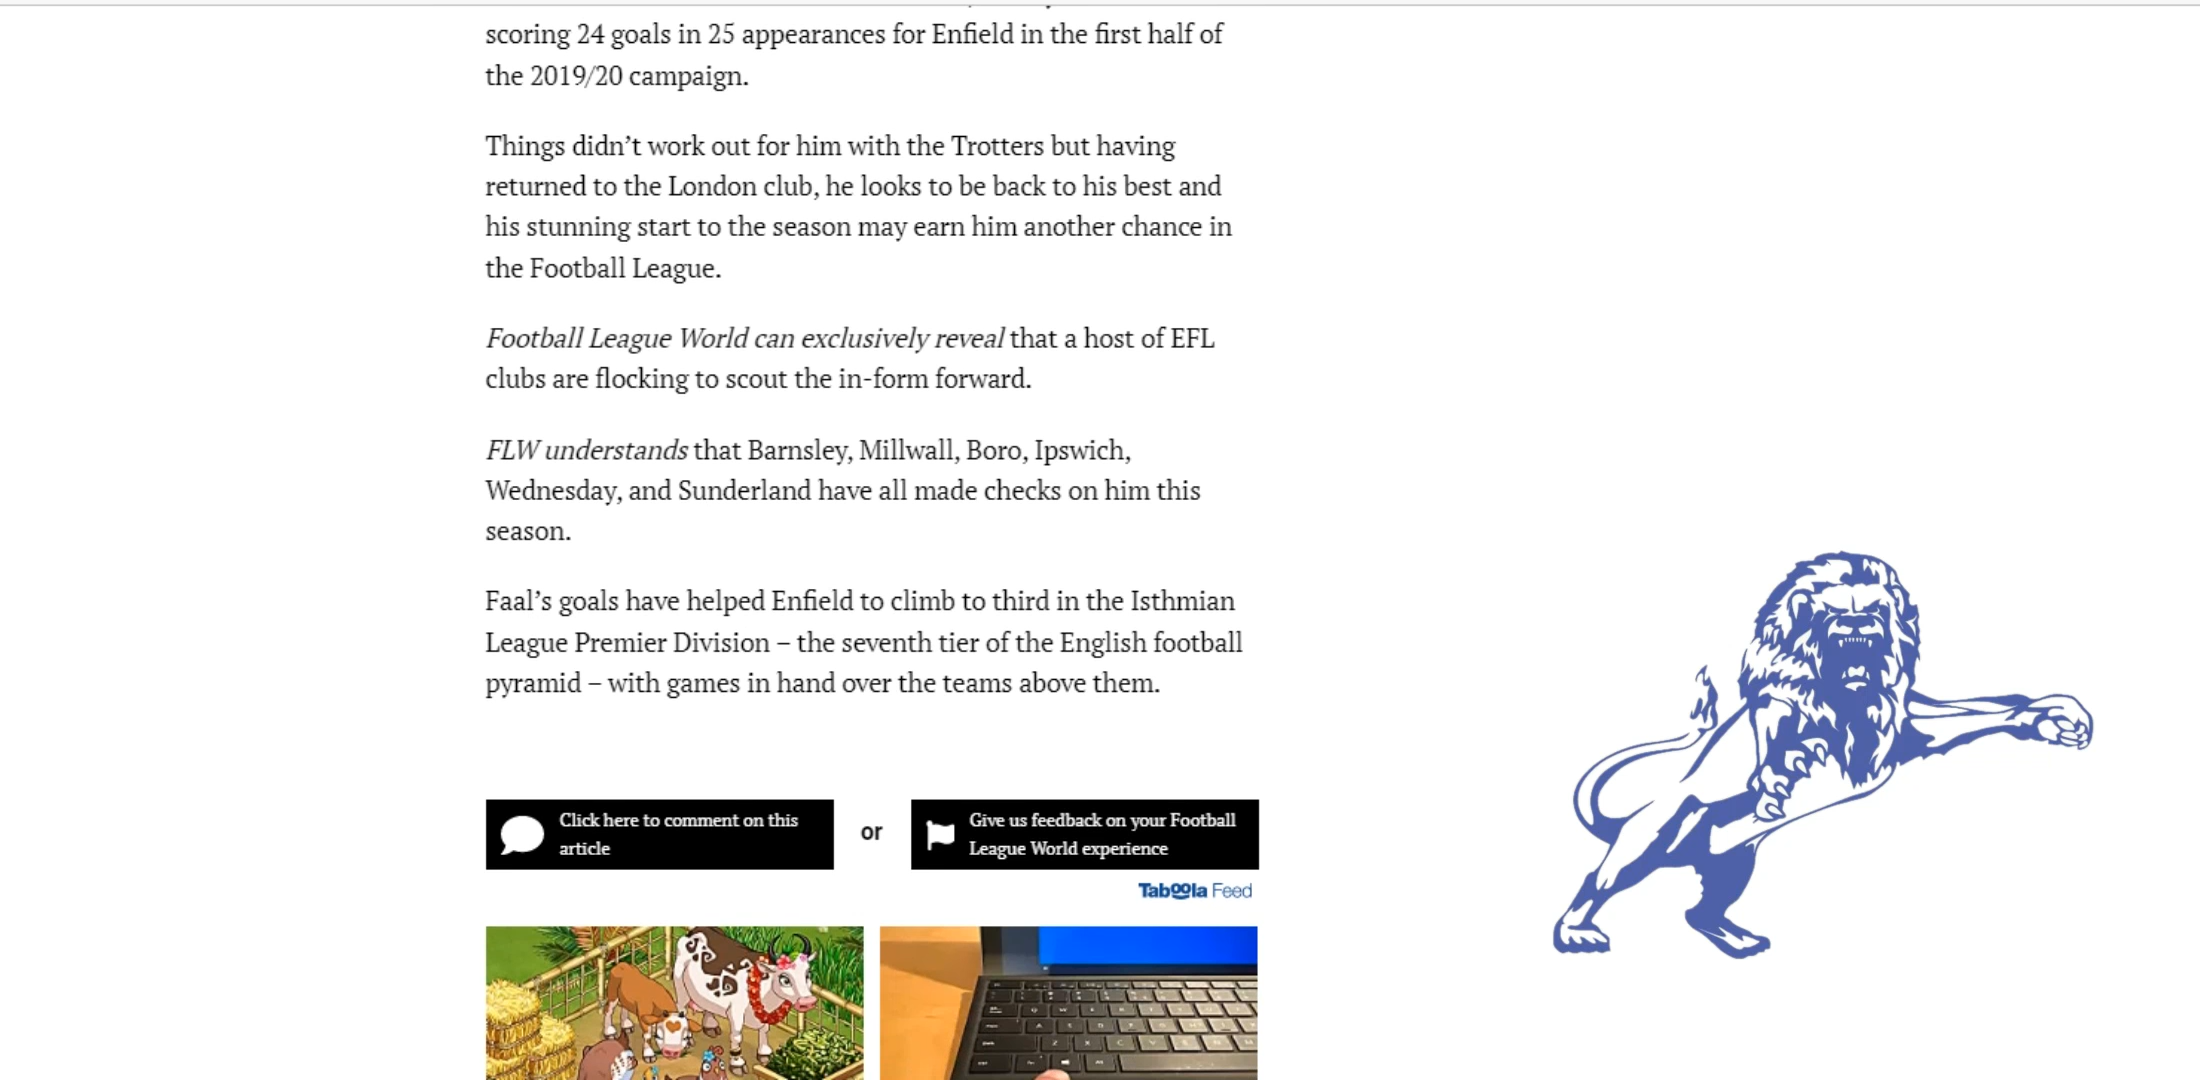 scoring 24 goals in 25 appearances for Enfield in the first half of
the 2019/20 campaign.
Things didn’t work out for him with the Trotters but having
returned to the London club, he looks to be back to his best and
his stunning start to the season may earn him another chance in
the Football League.
Football League World can exclusively reveal that a host of EFL
clubs are flocking to scout the in-form forward.
FLW understands that Barnsley, Millwall, Boro, Ipswich,
Wednesday, and Sunderland have all made checks on him this
season.
Faal’s goals have helped Enfield to climb to third in the Isthmian
League Premier Division – the seventh tier of the English football
pyramid – with games in hand over the teams above them.
Click here to comment on this
article
or
Give us feedback on your Football
League World experience
Taboola Feed